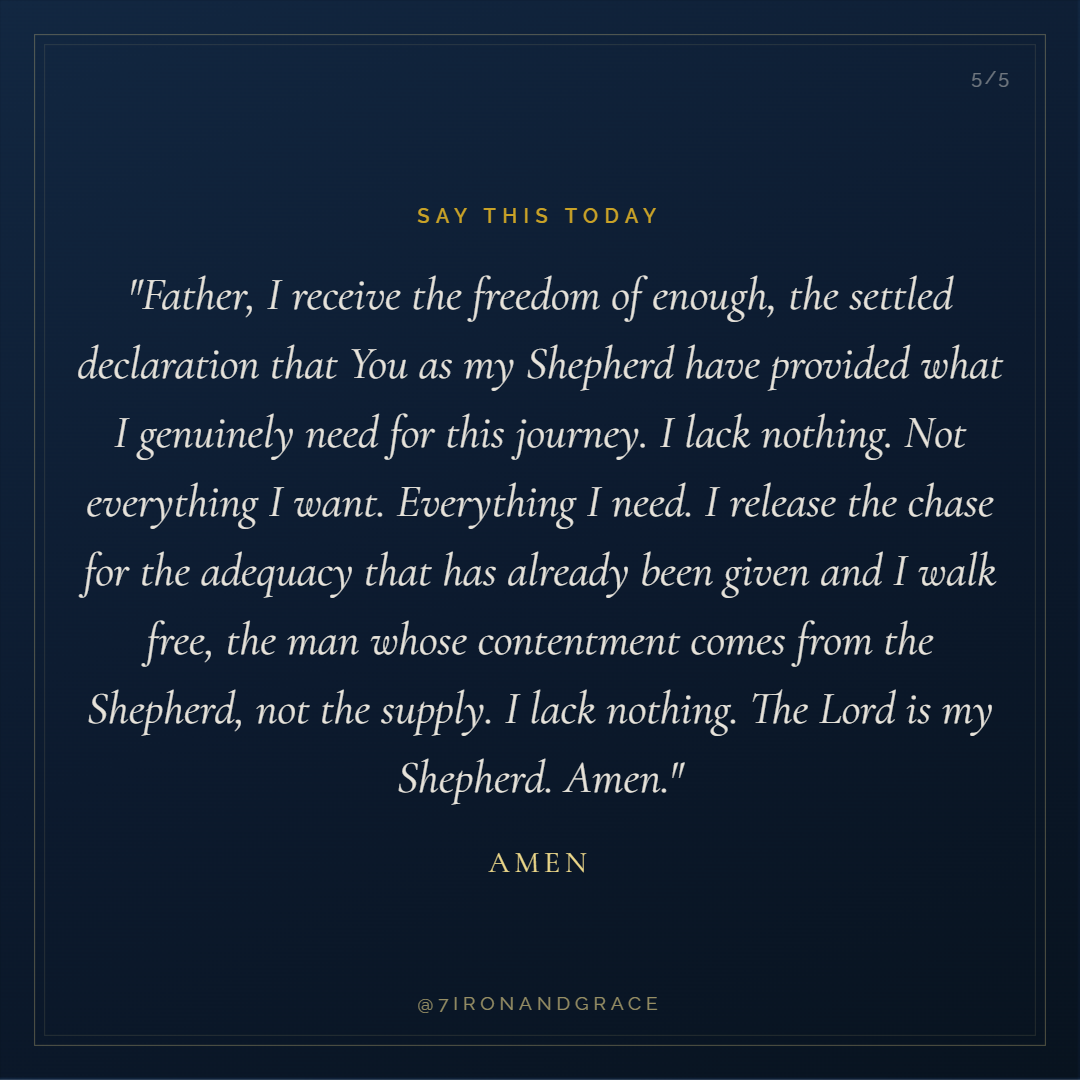 5/5
SAY THIS TODAY
"Father, I receive the freedom of enough, the settled
declaration that You as my Shepherd have provided what
I genuinely need for this journey. I lack nothing. Not
everything I want. Everything I need. I release the chase
for the adequacy that has already been given and I walk
free, the man whose contentment comes from the
Shepherd, not the supply. I lack nothing. The Lord is my
Shepherd. Amen."
AMEN
@7IRONANDGRACE